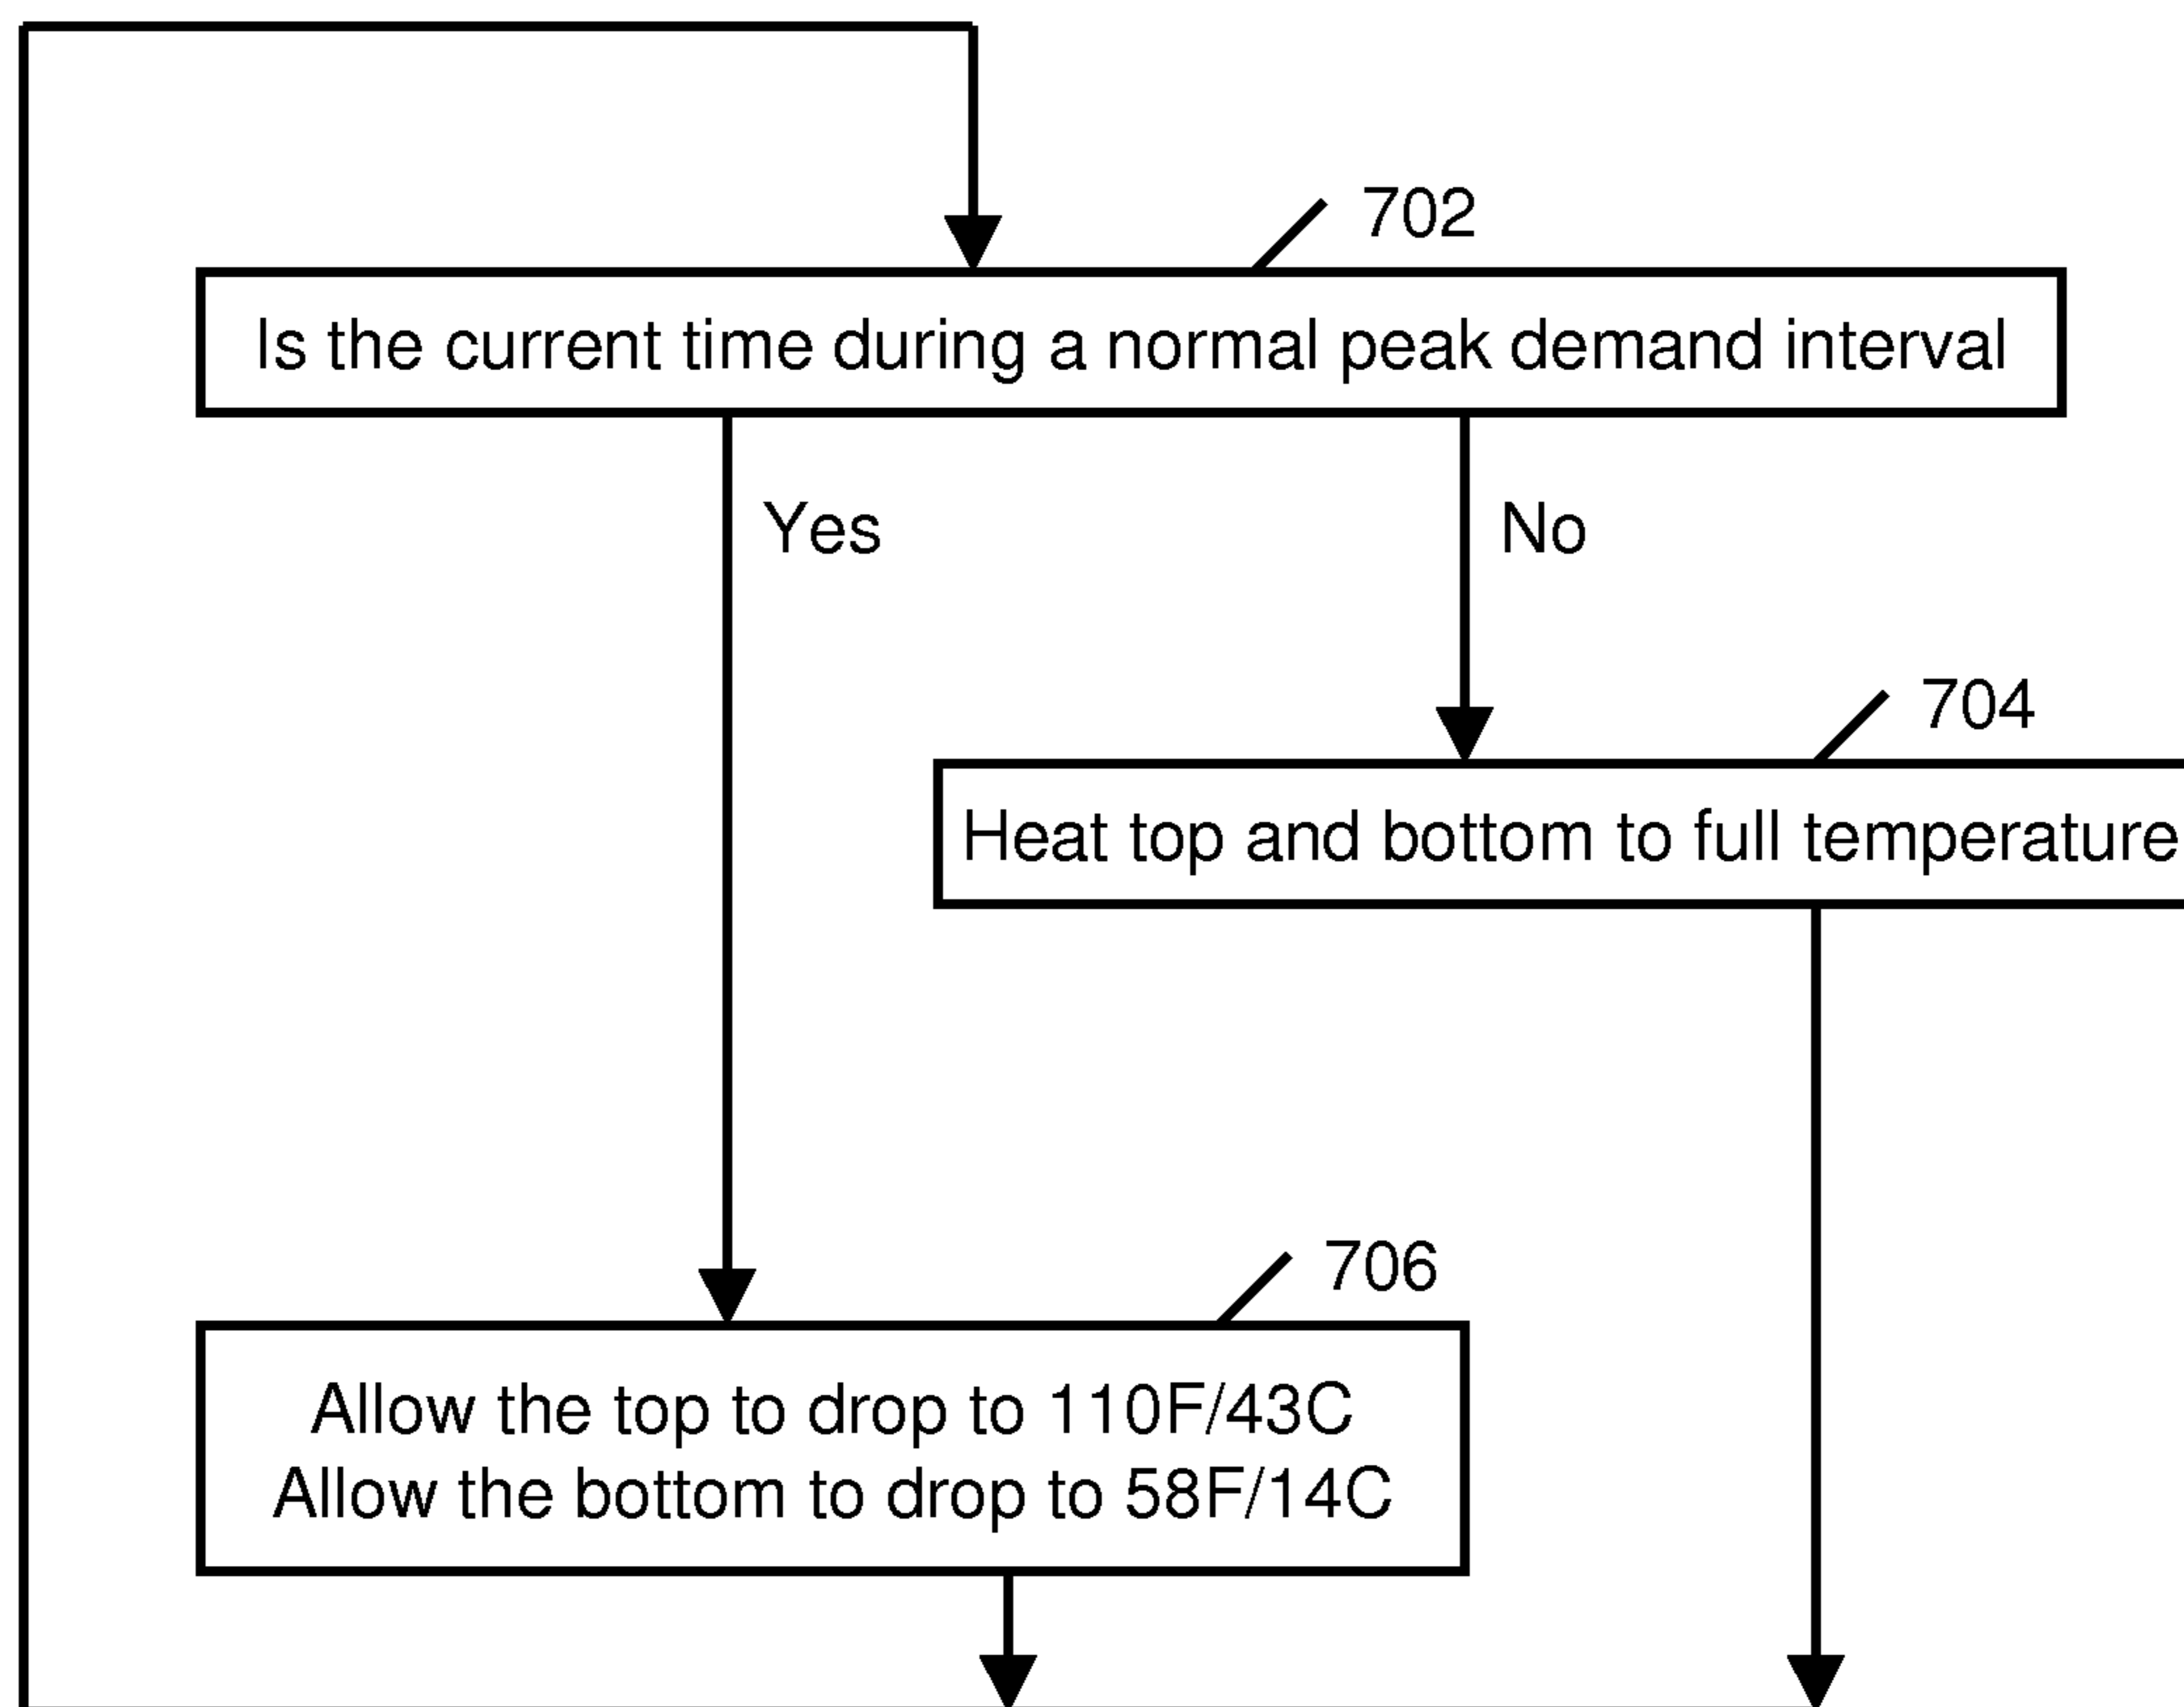 702
Is the current time during a normal peak demand interval
Yes
No
704
Heat top and bottom to full temperature
706
Allow the top to drop to 110F/43C
Allow the bottom to drop to 58F/14C